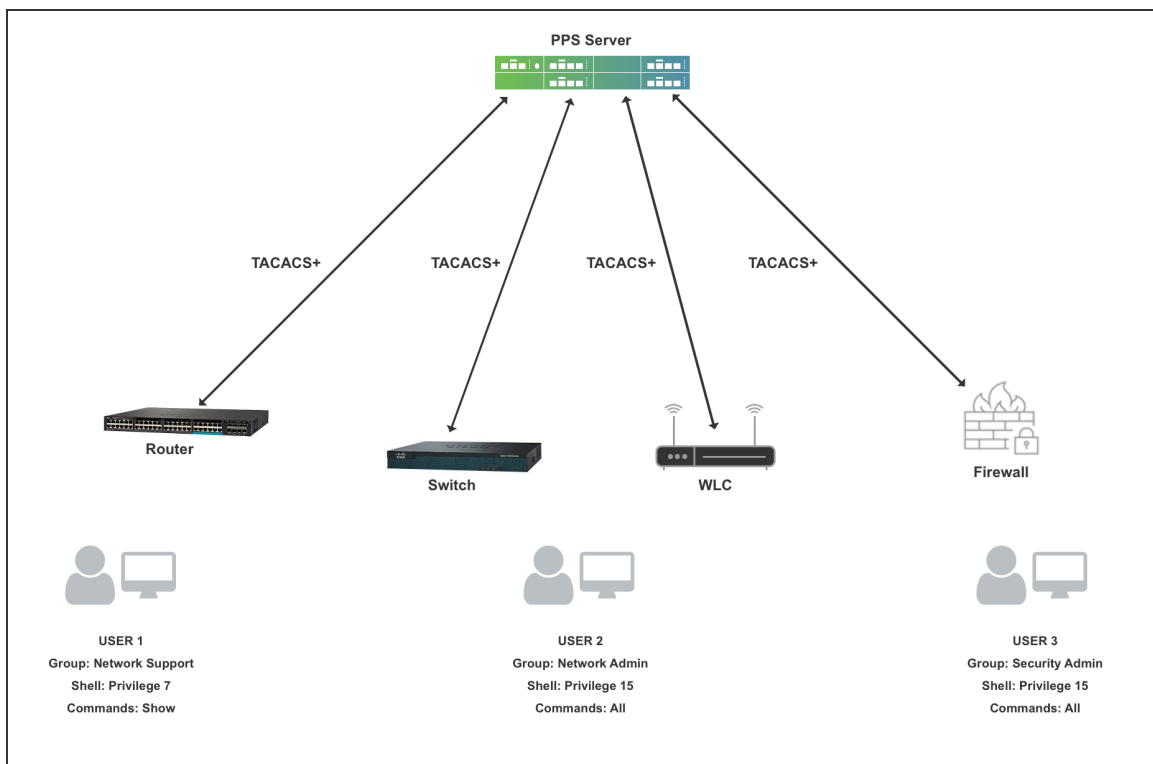 PPS Server
TACACS+
TACACS+
TACACS+
TACACS+
Router
Switch
WLC
Firewall
USER 1
Group: Network Support
Shell: Privilege 7
Commands: Show
USER 2
Group: Network Admin
Shell: Privilege 15
Commands: All
USER 3
Group: Security Admin
Shell: Privilege 15
Commands: All